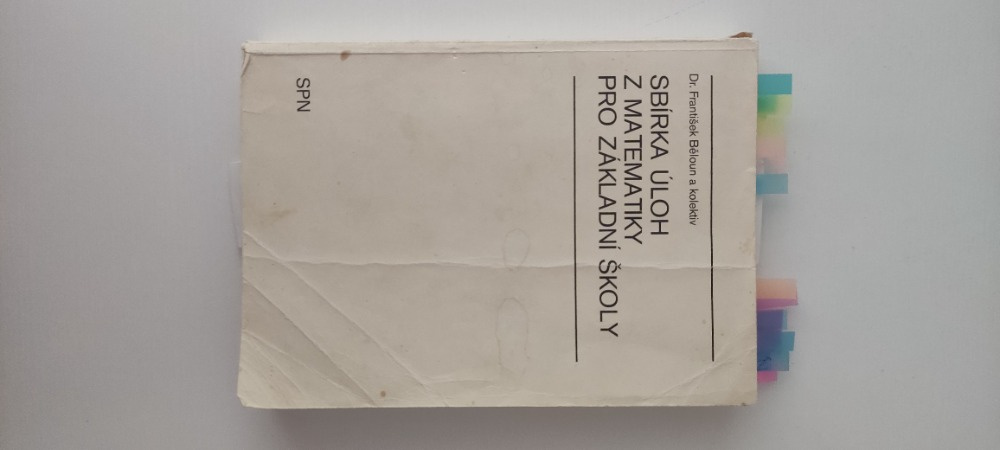 Dr. František Běloun a kolektiv
SBÍRKA ÚLOH
Z MATEMATIKY
PRO ZÁKLADNÍ ŠKOLY
SPN